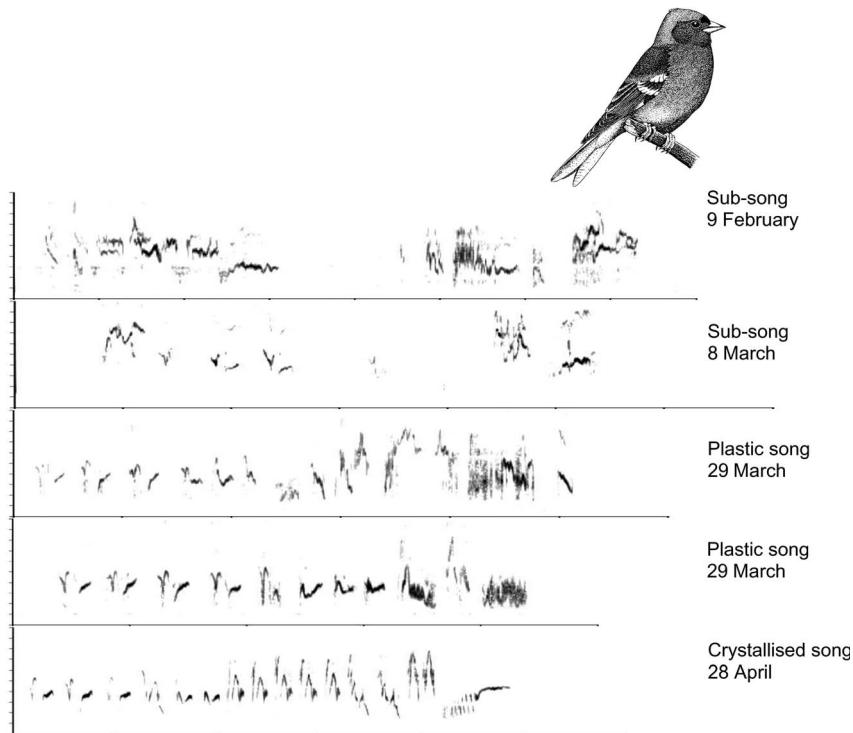 Sub-song
9 February
Sub-song
8 March
Plastic song
29 March
Plastic song
29 March
Crystallised song
28 April